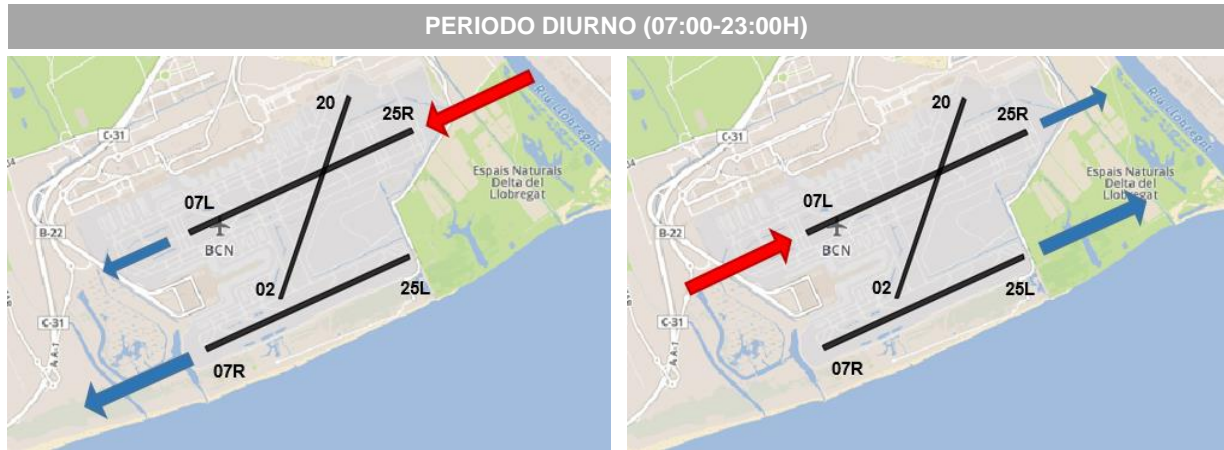 PERIODO DIURNO (07:00-23:00H)
20
25R
C-31
Riu Llobregat
Espais Naturals
Delta del
Llobregat
07L
B-22
BCN
02
25L
C-31
A A-1
07R
20
25R
C-31
Riu Llobregat
Espais Naturals
Delta del
Llobregat
07L
B-22
BCN
02
25L
C-31
A A-1
07R